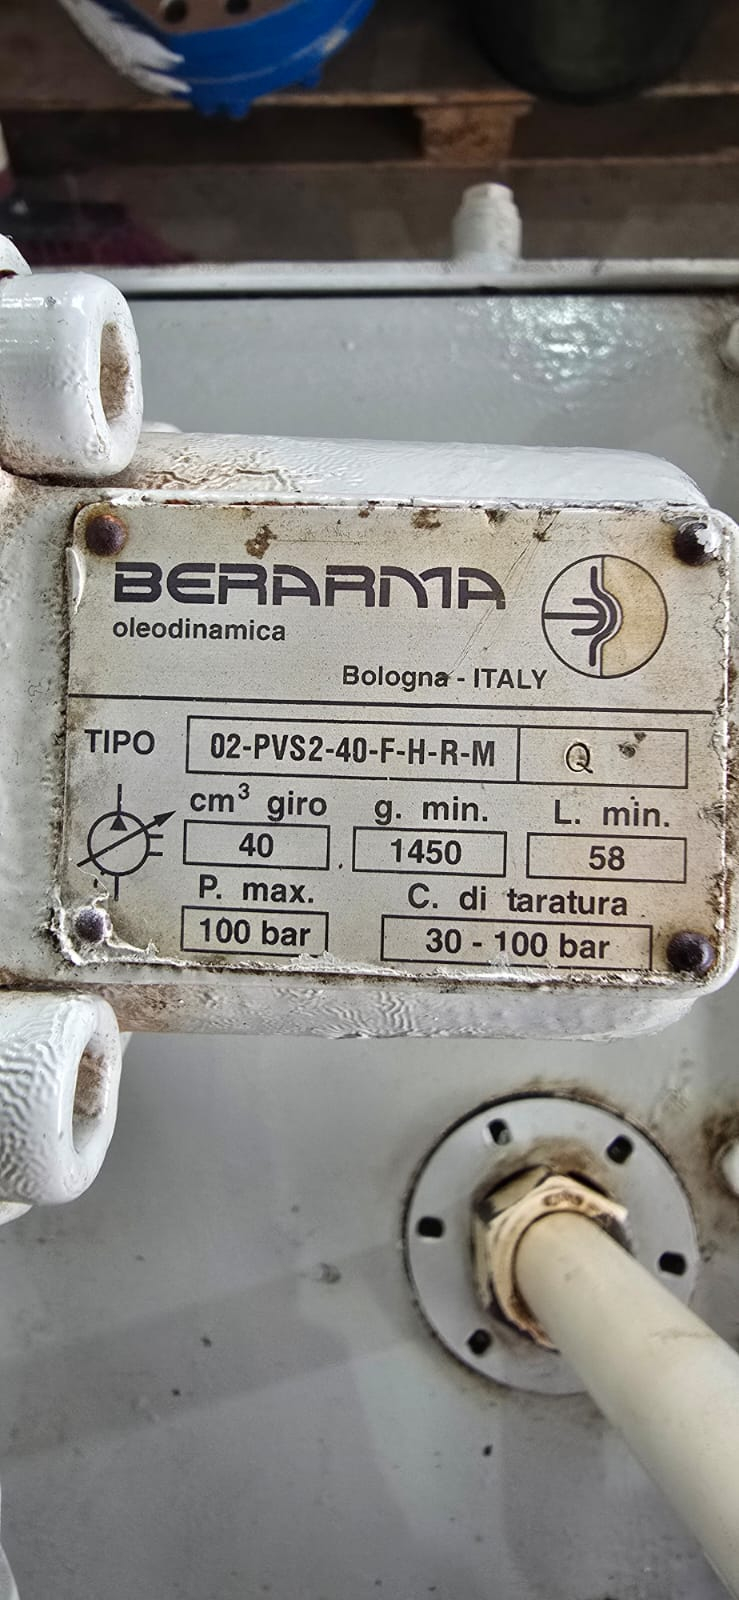 BERARMA
oleodinamica
Bologna - ITALY
TIPO 02-PVS2-40-F-H-R-M Q
cm³ giro g. min. L. min.
40 1450 58
P. max. C. di taratura
100 bar 30 - 100 bar